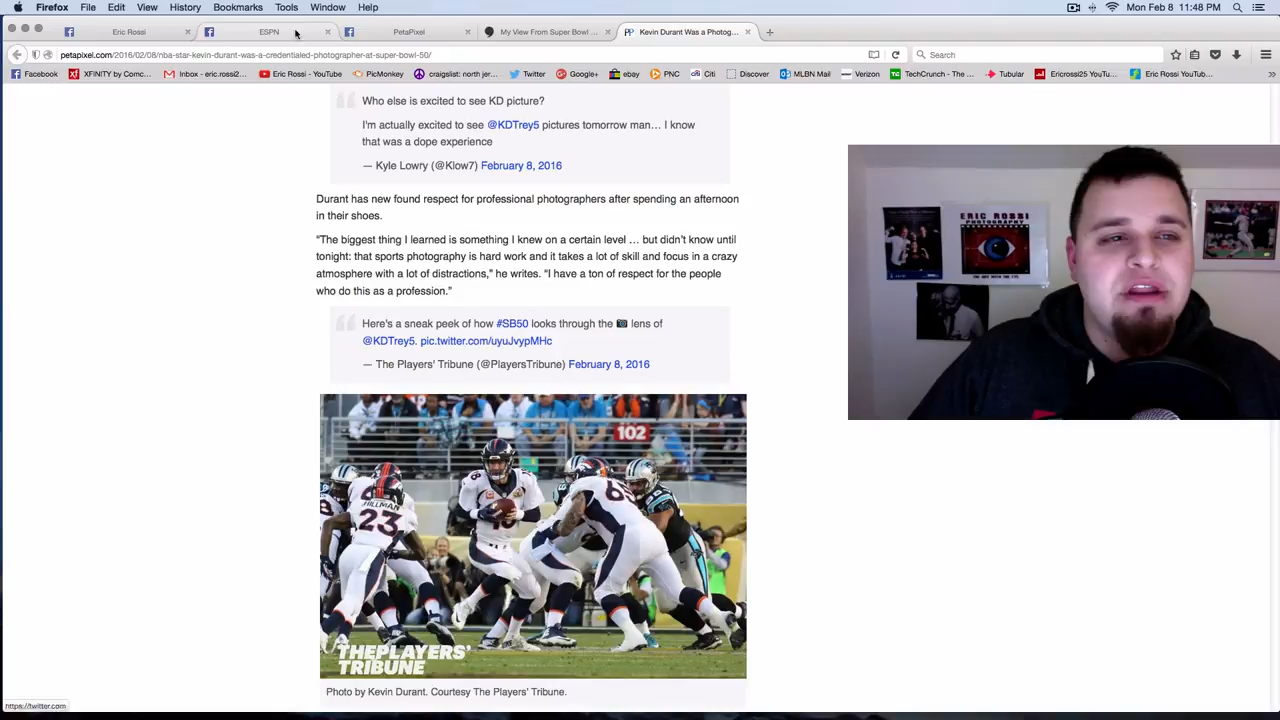 Firefox File Edit View History Bookmarks Tools Window Help
Mon Feb 8 11:48 PM
Eric Rossi
ESPN
PetaPixel
My View From Super Bowl ...
Kevin Durant Was a Photog...
petapixel.com/2016/02/08/nba-star-kevin-durant-was-a-credentialed-photographer-at-super-bowl-50/
Search
Facebook XFINITY by Comc... Inbox - eric.rossi2... Eric Rossi - YouTube PicMonkey craigslist: north jer... Twitter Google+ ebay PNC Citi Discover MLBN Mail Verizon TechCrunch - The ... Tubular Ericrossi25 YouTu... Eric Rossi YouTub...
Who else is excited to see KD picture?
I'm actually excited to see @KDTrey5 pictures tomorrow man… I know
that was a dope experience
— Kyle Lowry (@Klow7) February 8, 2016
Durant has new found respect for professional photographers after spending an afternoon
in their shoes.
“The biggest thing I learned is something I knew on a certain level … but didn’t know until
tonight: that sports photography is hard work and it takes a lot of skill and focus in a crazy
atmosphere with a lot of distractions,” he writes. “I have a ton of respect for the people
who do this as a profession.”
Here's a sneak peek of how #SB50 looks through the 📷 lens of
@KDTrey5. pic.twitter.com/uyuJvypMHc
— The Players' Tribune (@PlayersTribune) February 8, 2016
102
HILLMAN
23
18
THEPLAYERS'
TRIBUNE
Photo by Kevin Durant. Courtesy The Players’ Tribune.
https://twitter.com
ERIC ROSSI
PHOTOGRAPHY